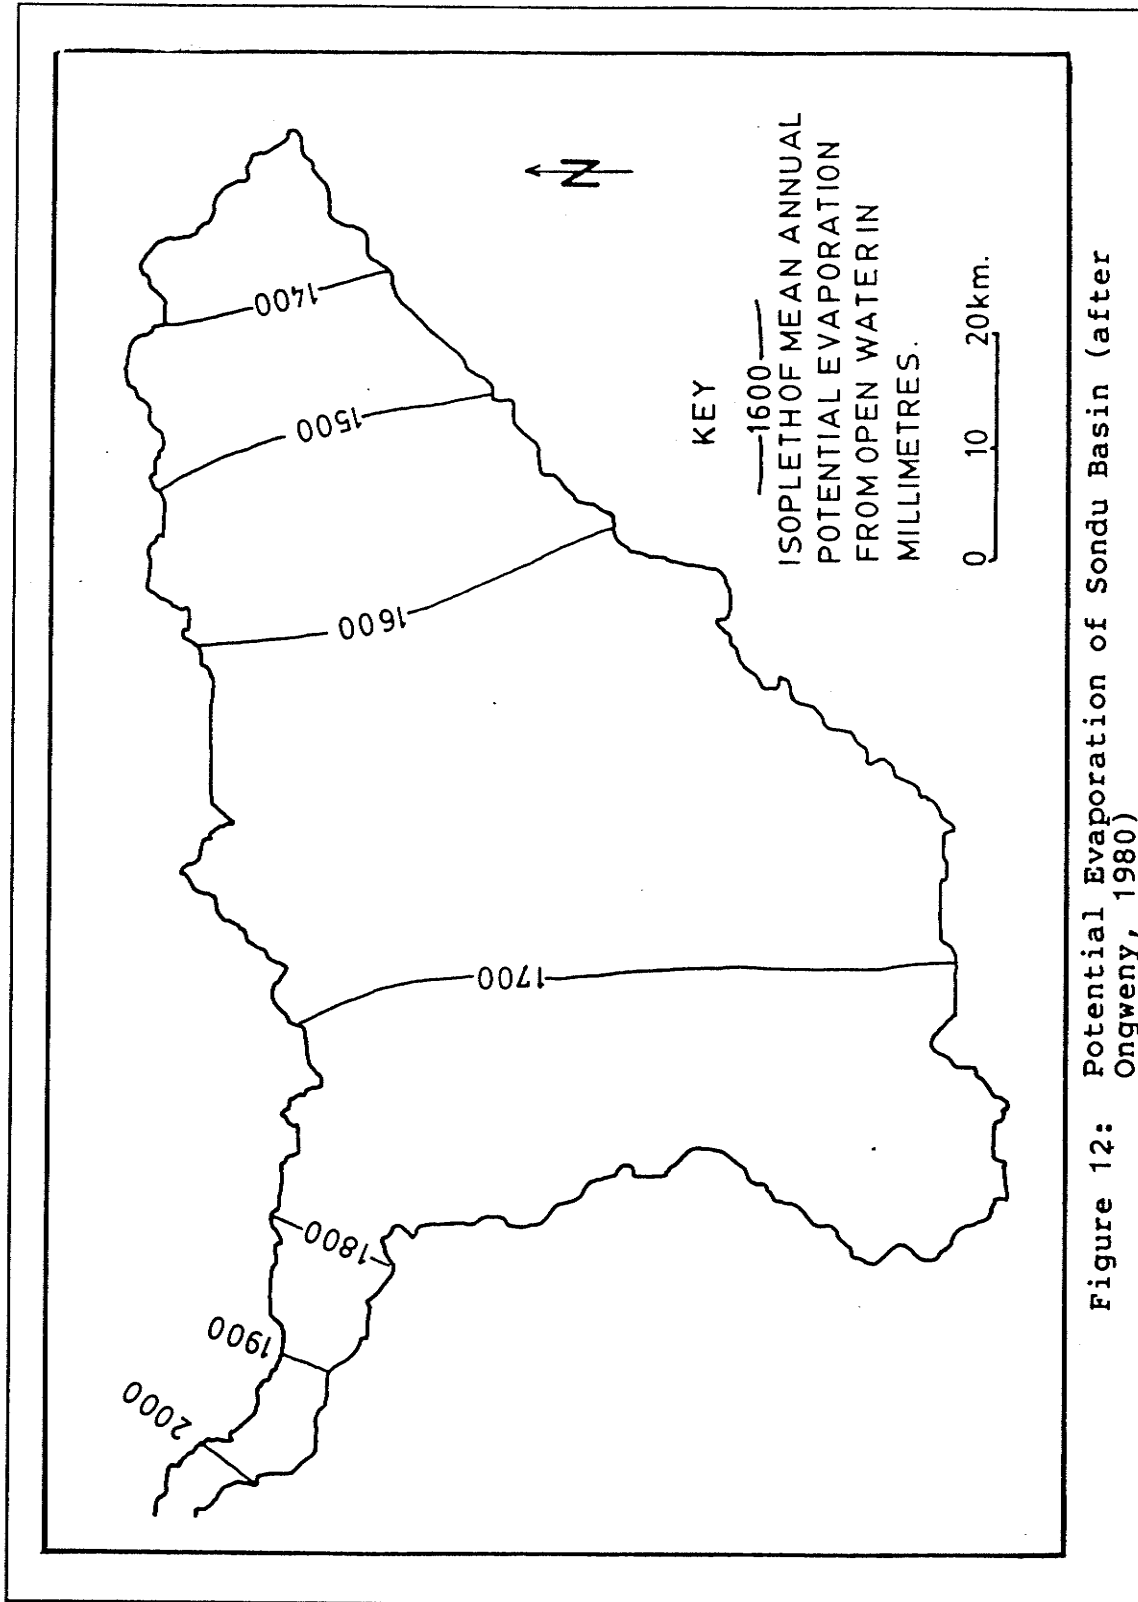 2000
1900
1800
1700
1600
1500
1400
N
KEY
1600
ISOPLETH OF MEAN ANNUAL
POTENTIAL EVAPORATION
FROM OPEN WATER IN
MILLIMETRES.
0 10 20km.
Figure 12: Potential Evaporation of Sondu Basin (after
Ongweny, 1980)